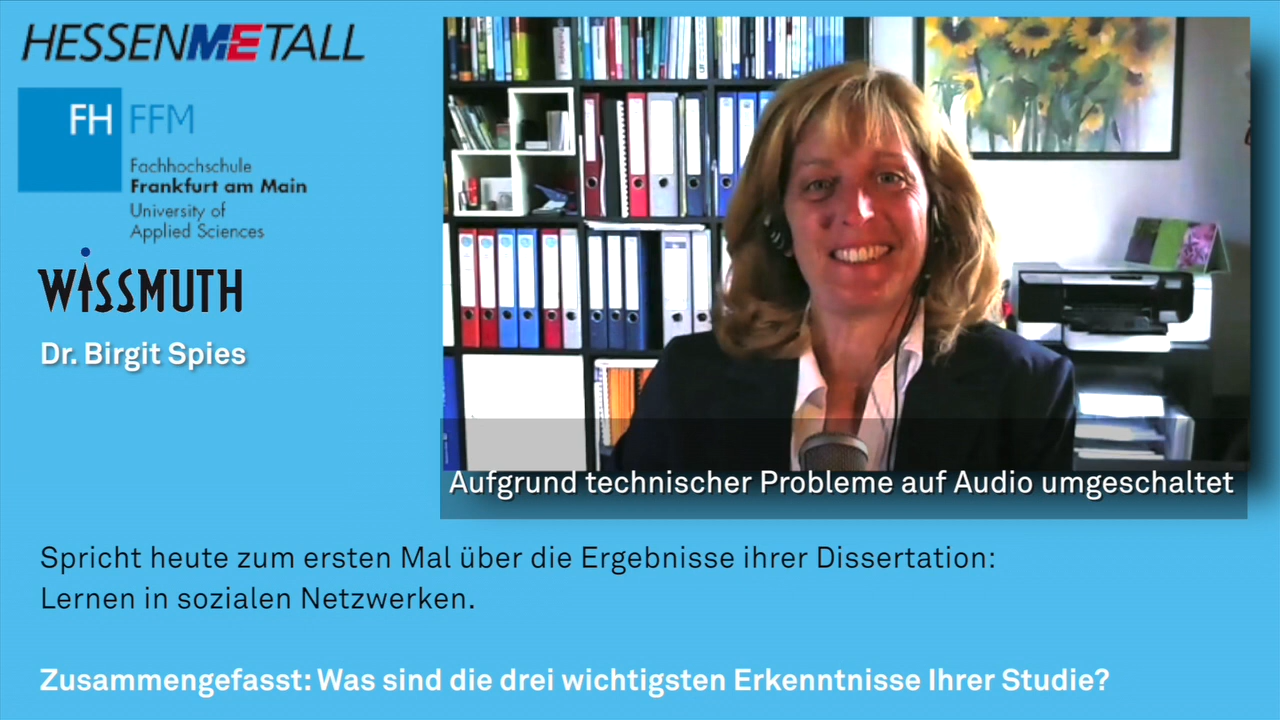 HESSENMETALL
FH FFM
Fachhochschule
Frankfurt am Main
University of
Applied Sciences
WiSSMUTH
Dr. Birgit Spies
Aufgrund technischer Probleme auf Audio umgeschaltet
Spricht heute zum ersten Mal über die Ergebnisse ihrer Dissertation:
Lernen in sozialen Netzwerken.
Zusammengefasst: Was sind die drei wichtigsten Erkenntnisse Ihrer Studie?